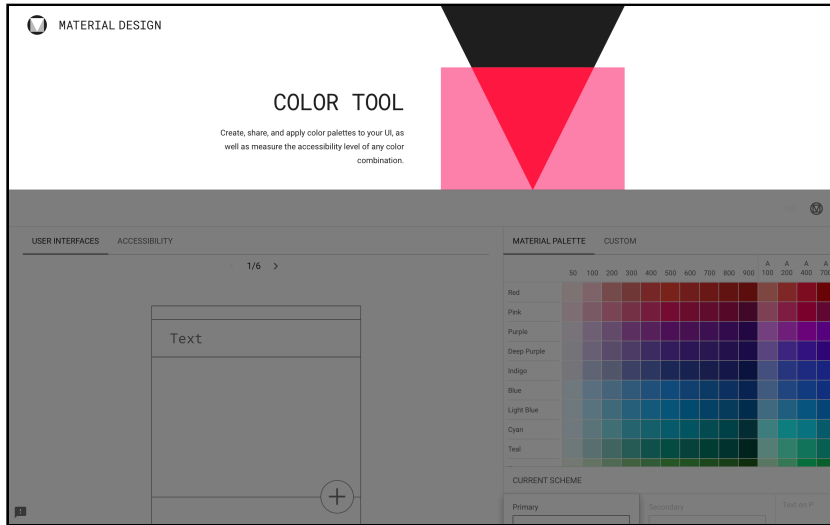 MATERIAL DESIGN
COLOR TOOL
Create, share, and apply color palettes to your UI, as
well as measure the accessibility level of any color
combination.
USER INTERFACES ACCESSIBILITY
1/6
Text
MATERIAL PALETTE CUSTOM
A A A A
50 100 200 300 400 500 600 700 800 900 100 200 400 700
Red
Pink
Purple
Deep Purple
Indigo
Blue
Light Blue
Cyan
Teal
CURRENT SCHEME
Primary
Secondary
Text on P